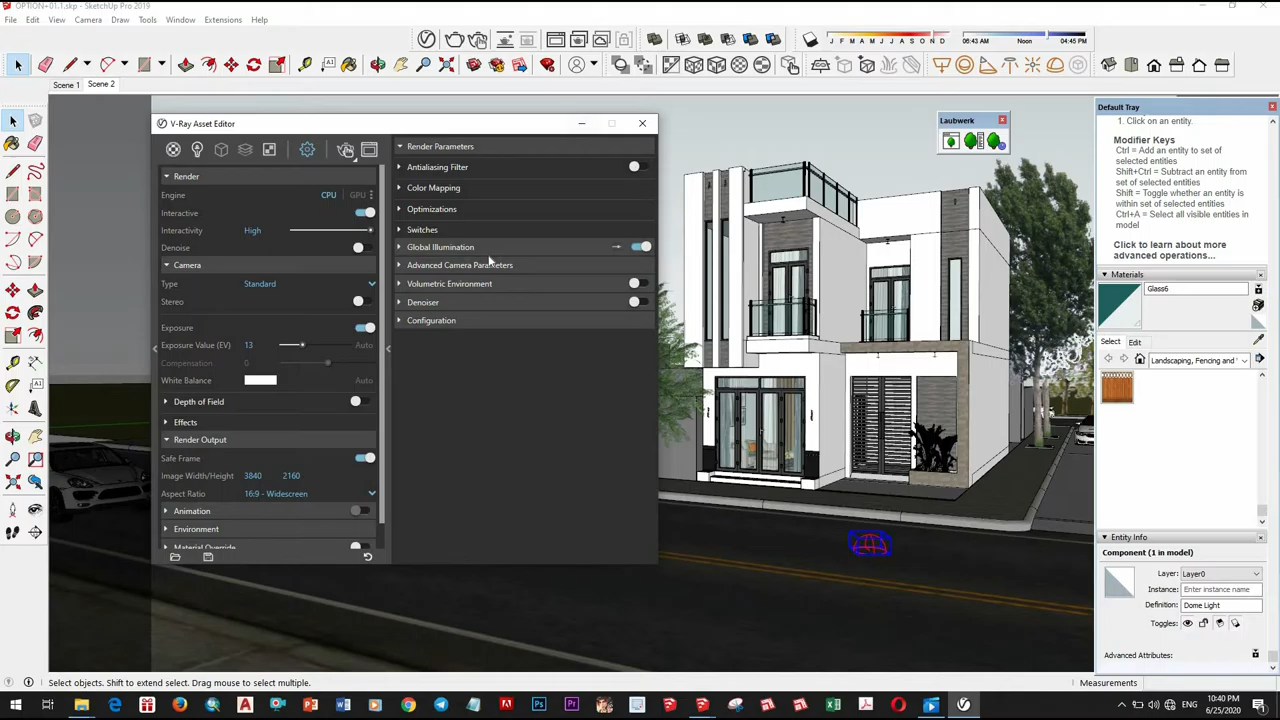 OPTION+01.1.skp - SketchUp Pro 2019
File Edit View Camera Draw Tools Window Extensions Help
J F M A M J J A S O N D
06:43 AM Noon 04:45 PM
Scene 1 Scene 2
V-Ray Asset Editor
Render
Engine CPU GPU
Interactive
Interactivity High
Denoise
Camera
Type Standard
Stereo
Exposure
Exposure Value (EV) 13 Auto
Compensation 0
White Balance Auto
Depth of Field
Effects
Render Output
Safe Frame
Image Width/Height 3840 2160
Aspect Ratio 16:9 - Widescreen
Animation
Environment
Material Override
Render Parameters
Antialiasing Filter
Color Mapping
Optimizations
Switches
Global Illumination
Advanced Camera Parameters
Volumetric Environment
Denoiser
Configuration
Laubwerk
Default Tray
1. Click on an entity.
Modifier Keys
Ctrl = Add an entity to set of
selected entities
Shift+Ctrl = Subtract an entity from
set of selected entities
Shift = Toggle whether an entity is
within set of selected entities
Ctrl+A = Select all visible entities in
model
Click to learn about more
advanced operations...
Materials
Glass6
Select Edit
Landscaping, Fencing and
Entity Info
Component (1 in model)
Layer: Layer0
Instance: Enter instance name
Definition: Dome Light
Toggles:
Advanced Attributes:
Select objects. Shift to extend select. Drag mouse to select multiple.
Measurements
ENG
10:40 PM
6/25/2020